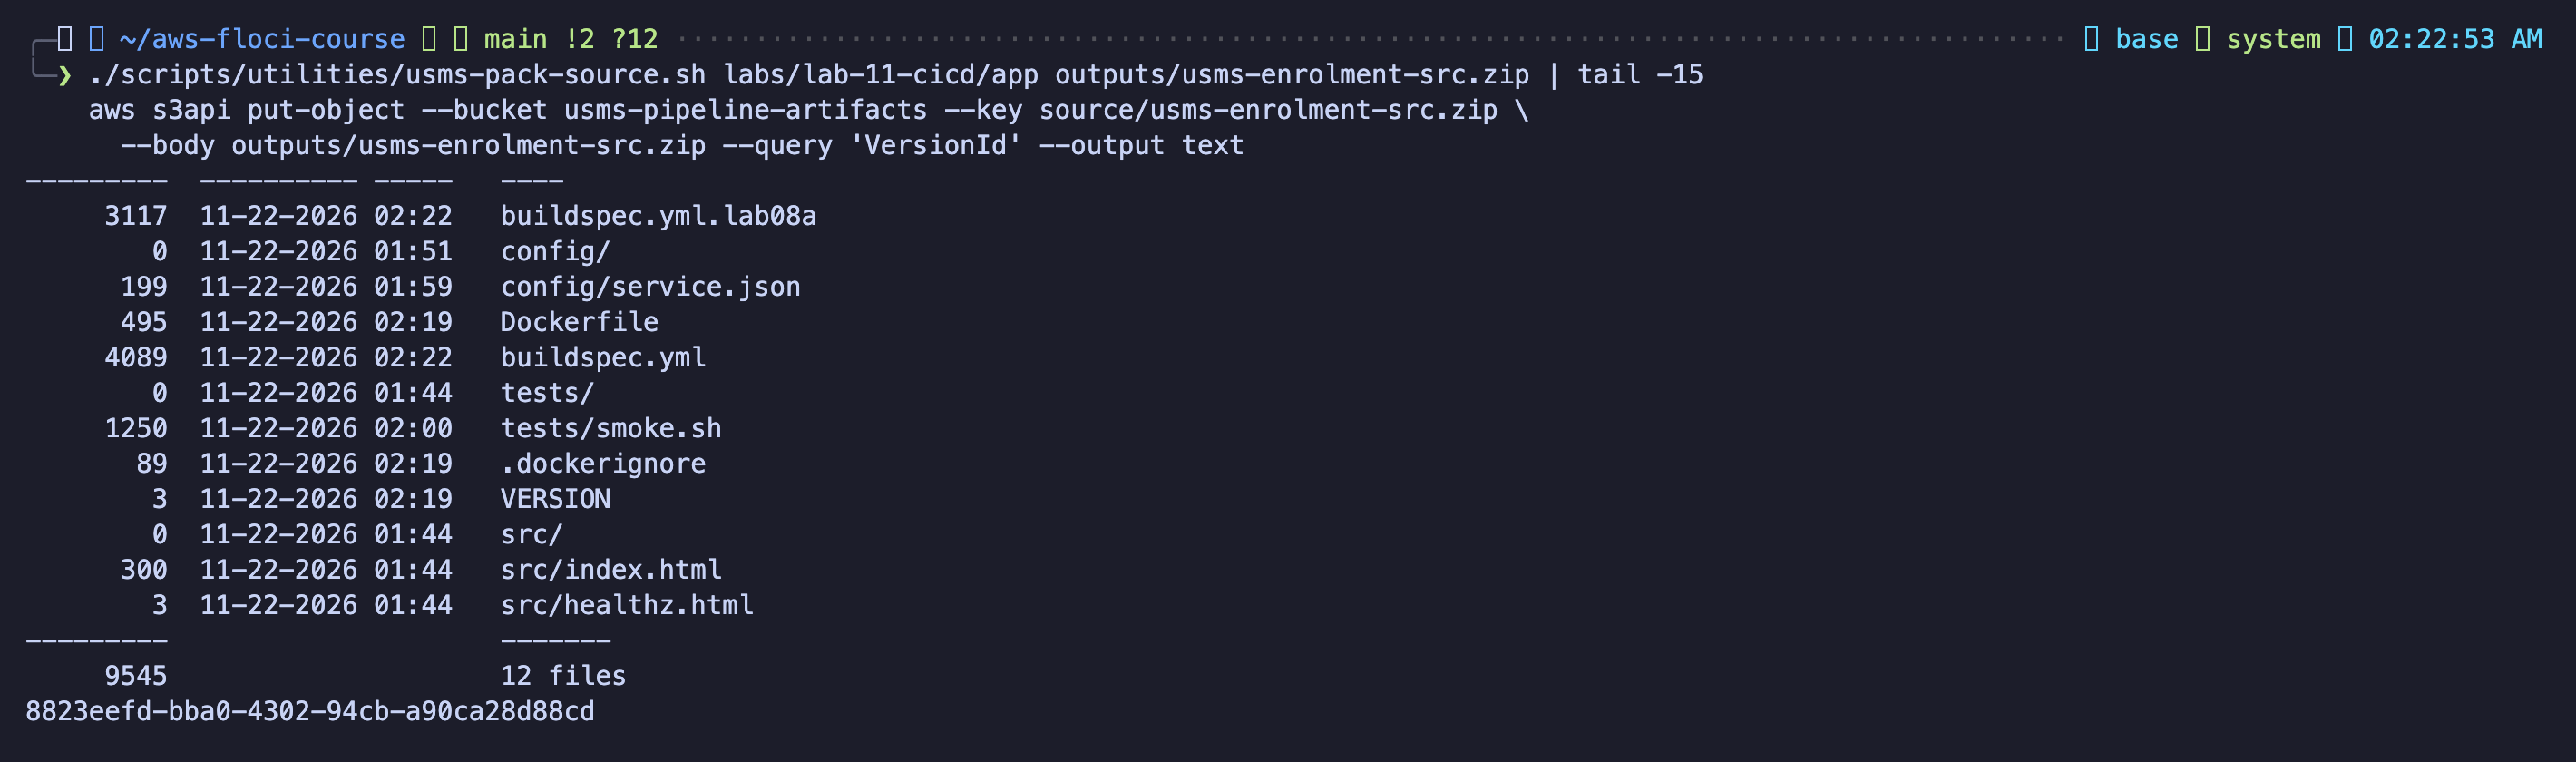 ~/aws-floci-course main !2 ?12 base system 02:22:53 AM
❯ ./scripts/utilities/usms-pack-source.sh labs/lab-11-cicd/app outputs/usms-enrolment-src.zip | tail -15
aws s3api put-object --bucket usms-pipeline-artifacts --key source/usms-enrolment-src.zip \
--body outputs/usms-enrolment-src.zip --query 'VersionId' --output text
--------- ---------- ----- ----
3117 11-22-2026 02:22 buildspec.yml.lab08a
0 11-22-2026 01:51 config/
199 11-22-2026 01:59 config/service.json
495 11-22-2026 02:19 Dockerfile
4089 11-22-2026 02:22 buildspec.yml
0 11-22-2026 01:44 tests/
1250 11-22-2026 02:00 tests/smoke.sh
89 11-22-2026 02:19 .dockerignore
3 11-22-2026 02:19 VERSION
0 11-22-2026 01:44 src/
300 11-22-2026 01:44 src/index.html
3 11-22-2026 01:44 src/healthz.html
--------- -------
9545 12 files
8823eefd-bba0-4302-94cb-a90ca28d88cd